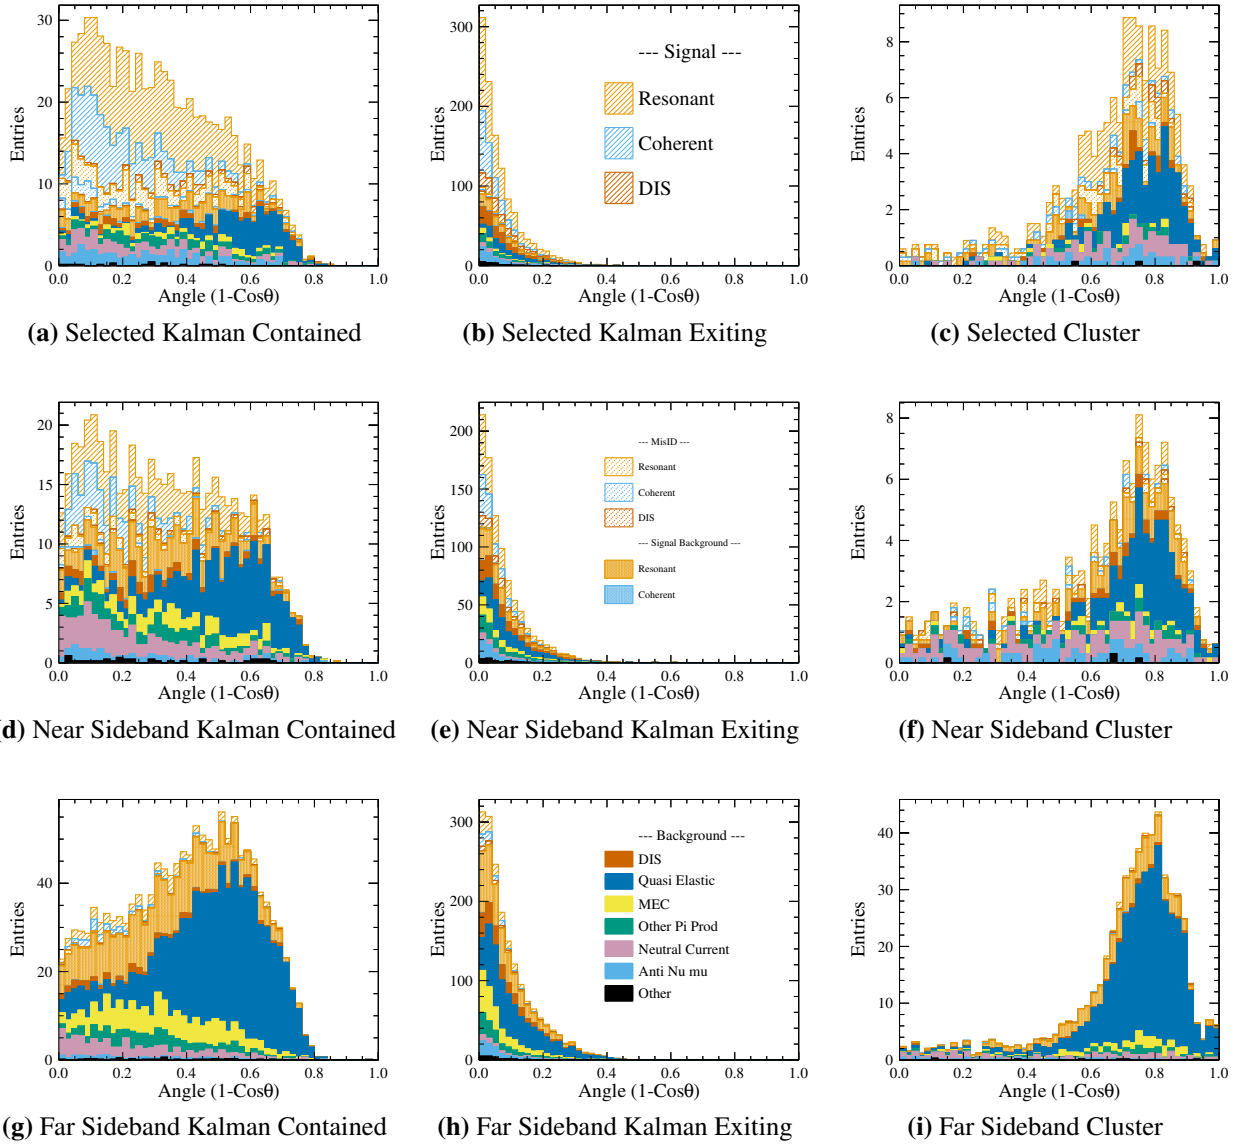 Entries
30
20
10
0
0.0 0.2 0.4 0.6 0.8 1.0
Angle (1-Cosθ)
(a) Selected Kalman Contained
Entries
300
200
100
0
--- Signal ---
Resonant
Coherent
DIS
0.0 0.2 0.4 0.6 0.8 1.0
Angle (1-Cosθ)
(b) Selected Kalman Exiting
Entries
8
6
4
2
0
0.0 0.2 0.4 0.6 0.8 1.0
Angle (1-Cosθ)
(c) Selected Cluster
Entries
20
15
10
5
0
0.0 0.2 0.4 0.6 0.8 1.0
Angle (1-Cosθ)
(d) Near Sideband Kalman Contained
Entries
200
150
100
50
0
--- MisID ---
Resonant
Coherent
DIS
--- Signal Background ---
Resonant
Coherent
0.0 0.2 0.4 0.6 0.8 1.0
Angle (1-Cosθ)
(e) Near Sideband Kalman Exiting
Entries
8
6
4
2
0
0.0 0.2 0.4 0.6 0.8 1.0
Angle (1-Cosθ)
(f) Near Sideband Cluster
Entries
40
20
0
0.0 0.2 0.4 0.6 0.8 1.0
Angle (1-Cosθ)
(g) Far Sideband Kalman Contained
Entries
300
200
100
0
--- Background ---
DIS
Quasi Elastic
MEC
Other Pi Prod
Neutral Current
Anti Nu mu
Other
0.0 0.2 0.4 0.6 0.8 1.0
Angle (1-Cosθ)
(h) Far Sideband Kalman Exiting
Entries
40
30
20
10
0
0.0 0.2 0.4 0.6 0.8 1.0
Angle (1-Cosθ)
(i) Far Sideband Cluster